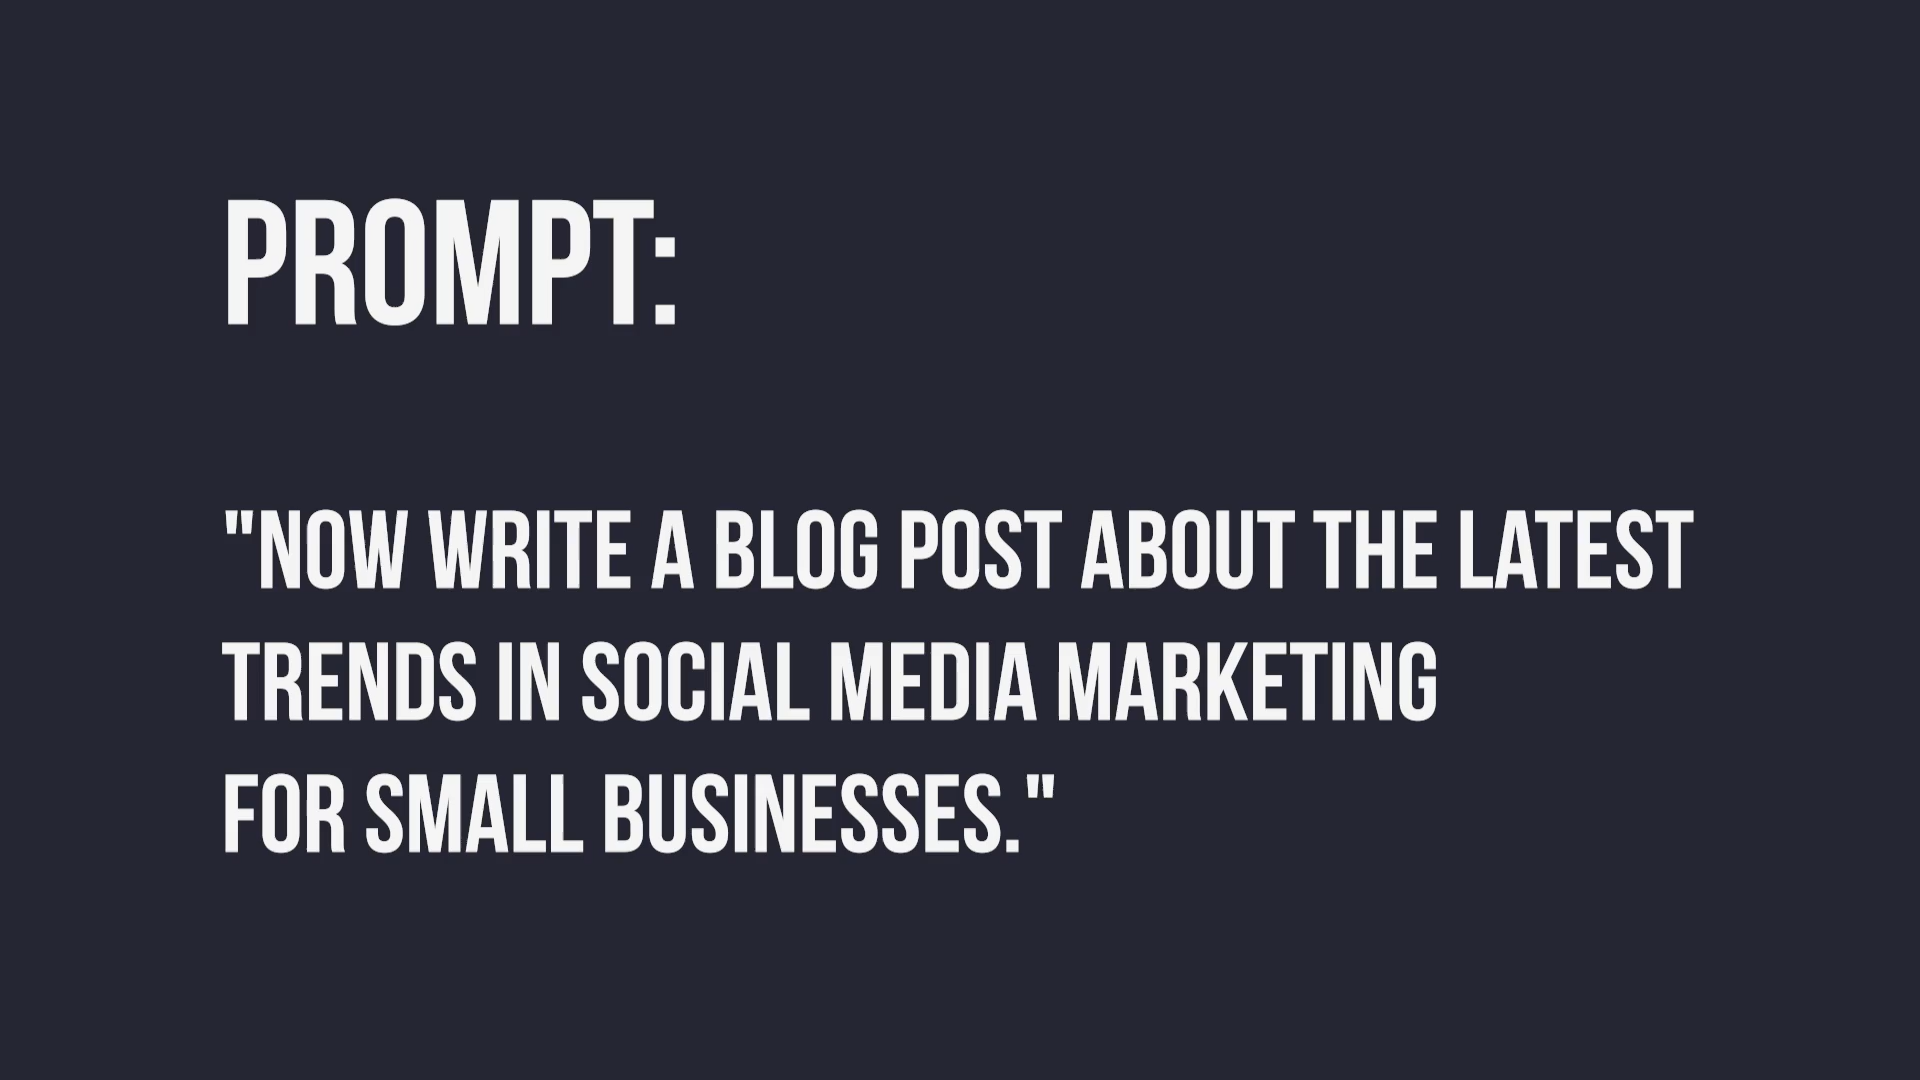 PROMPT:
"NOW WRITE A BLOG POST ABOUT THE LATEST
TRENDS IN SOCIAL MEDIA MARKETING
FOR SMALL BUSINESSES."